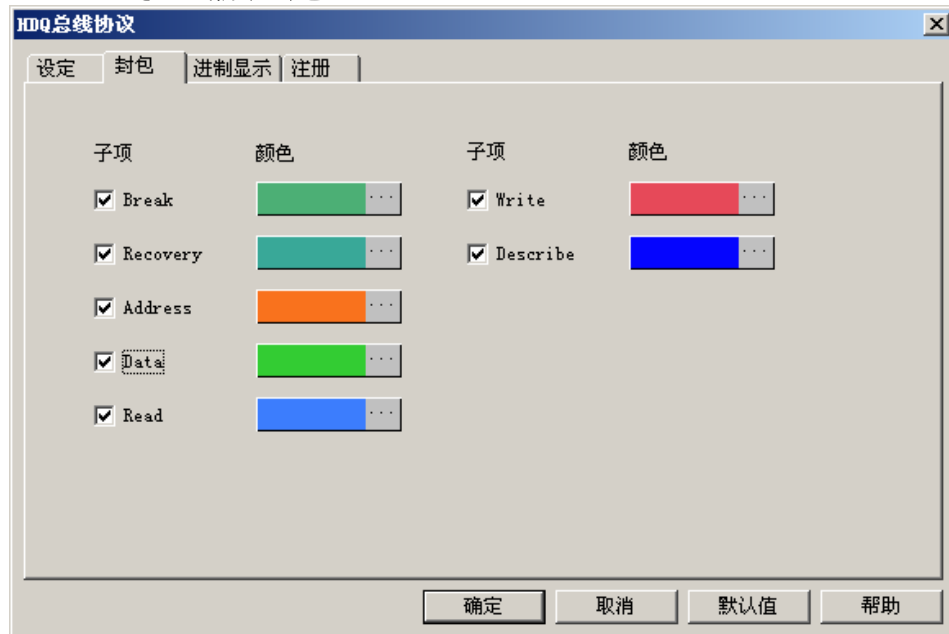 HDQ总线协议
设定 封包 进制显示 注册
子项 颜色 子项 颜色
Break ... Write ...
Recovery ... Describe ...
Address ...
Data ...
Read ...
确定 取消 默认值 帮助